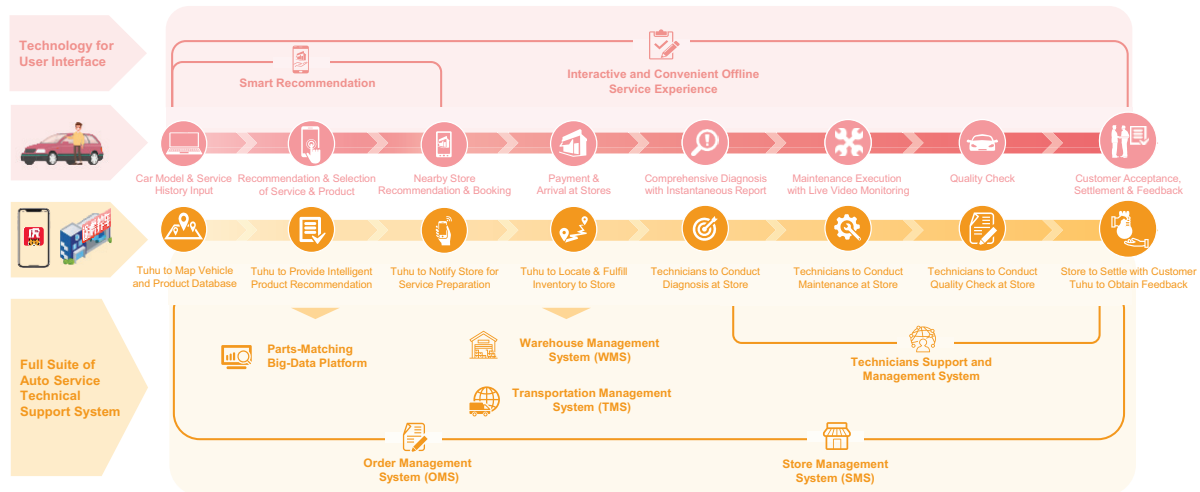 Technology for
User Interface
Smart Recommendation
Interactive and Convenient Offline
Service Experience
Car Model & Service
History Input
Recommendation & Selection
of Service & Product
Nearby Store
Recommendation & Booking
Payment &
Arrival at Stores
Comprehensive Diagnosis
with Instantaneous Report
Maintenance Execution
with Live Video Monitoring
Quality Check
Customer Acceptance,
Settlement & Feedback
Tuhu to Map Vehicle
and Product Database
Tuhu to Provide Intelligent
Product Recommendation
Tuhu to Notify Store for
Service Preparation
Tuhu to Locate & Fulfill
Inventory to Store
Technicians to Conduct
Diagnosis at Store
Technicians to Conduct
Maintenance at Store
Technicians to Conduct
Quality Check at Store
Store to Settle with Customer
Tuhu to Obtain Feedback
Full Suite of
Auto Service
Technical
Support System
Parts-Matching
Big-Data Platform
Warehouse Management
System (WMS)
Transportation Management
System (TMS)
Technicians Support and
Management System
Order Management
System (OMS)
Store Management
System (SMS)